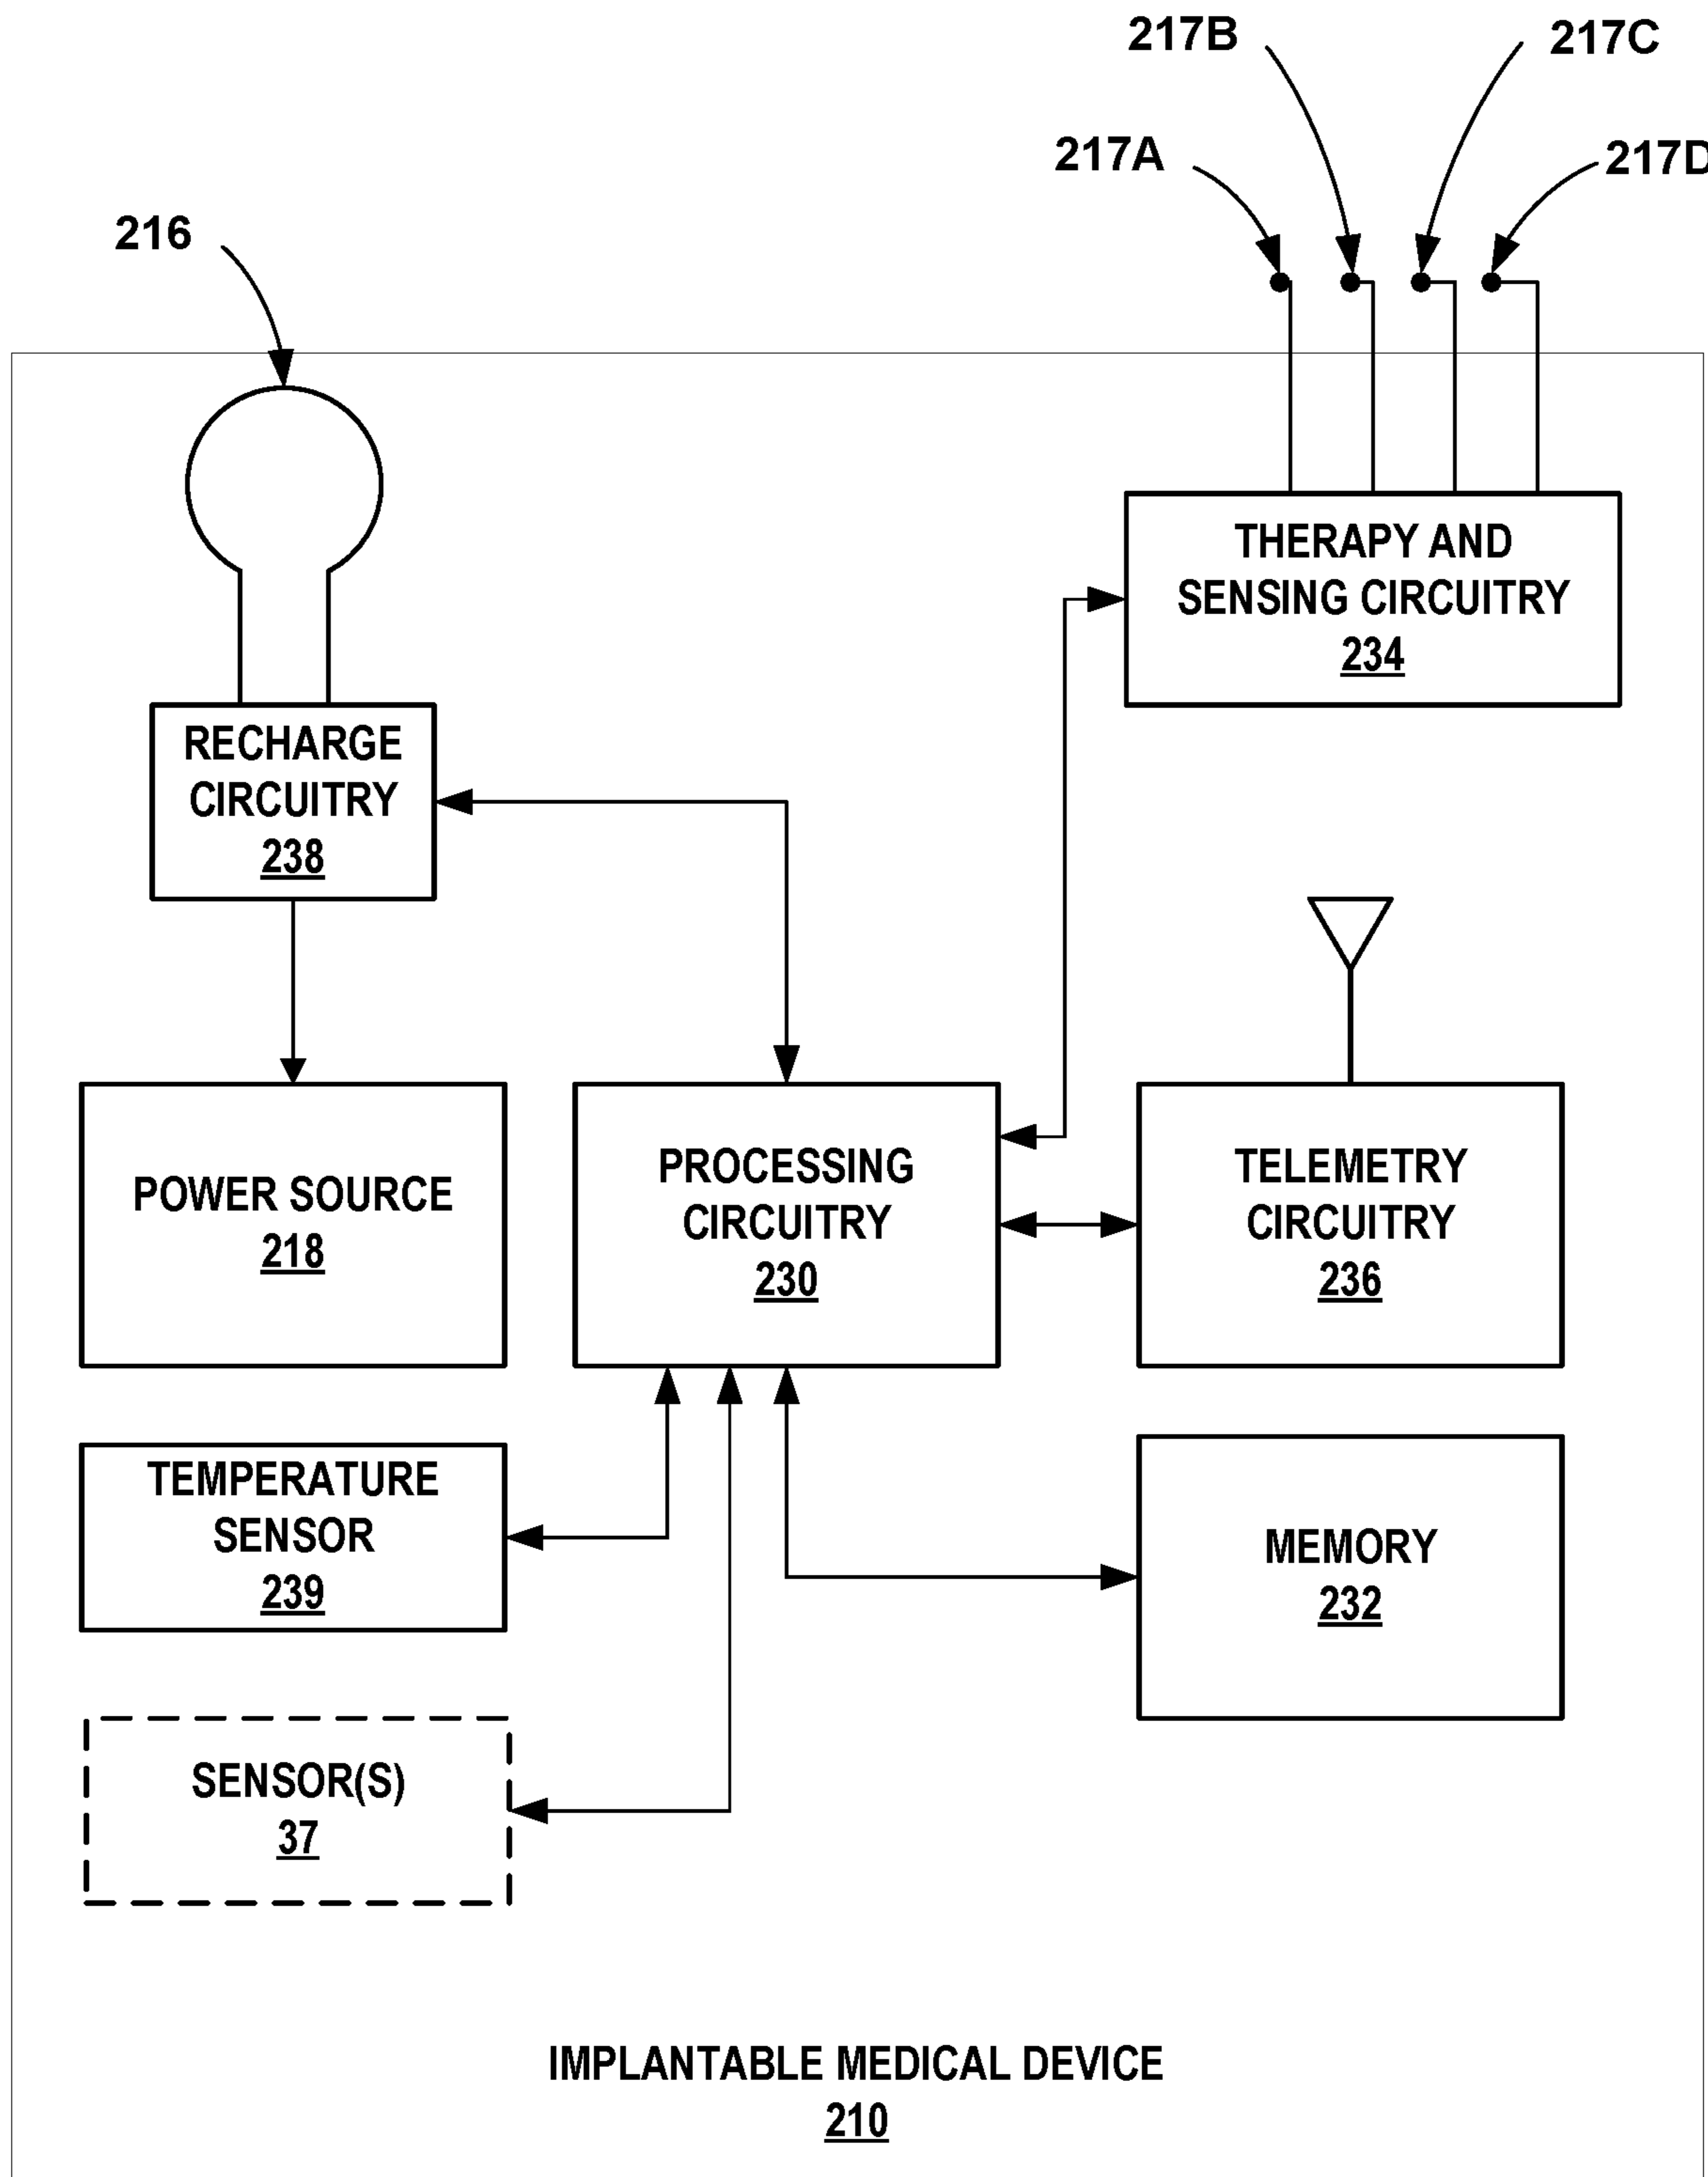 217B
217C
217A
217D
216
THERAPY AND
SENSING CIRCUITRY
234
RECHARGE
CIRCUITRY
238
POWER SOURCE
218
PROCESSING
CIRCUITRY
230
TELEMETRY
CIRCUITRY
236
TEMPERATURE
SENSOR
239
MEMORY
232
SENSOR(S)
37
IMPLANTABLE MEDICAL DEVICE
210